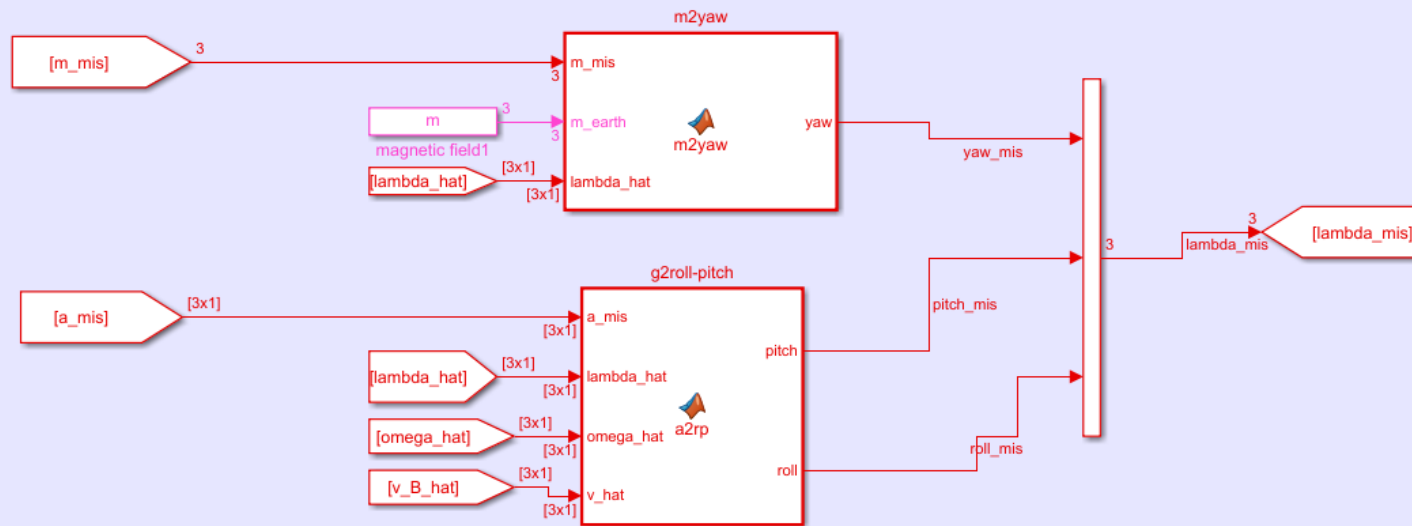 m2yaw
[m_mis]
3
3
m_mis
m
3
3
m_earth
magnetic field1
m2yaw
yaw
yaw_mis
[lambda_hat]
[3x1]
[3x1]
lambda_hat
3
lambda_mis
3
[lambda_mis]
g2roll-pitch
[a_mis]
[3x1]
[3x1]
a_mis
pitch
pitch_mis
[lambda_hat]
[3x1]
[3x1]
lambda_hat
a2rp
[omega_hat]
[3x1]
[3x1]
omega_hat
roll
roll_mis
[v_B_hat]
[3x1]
[3x1]
v_hat